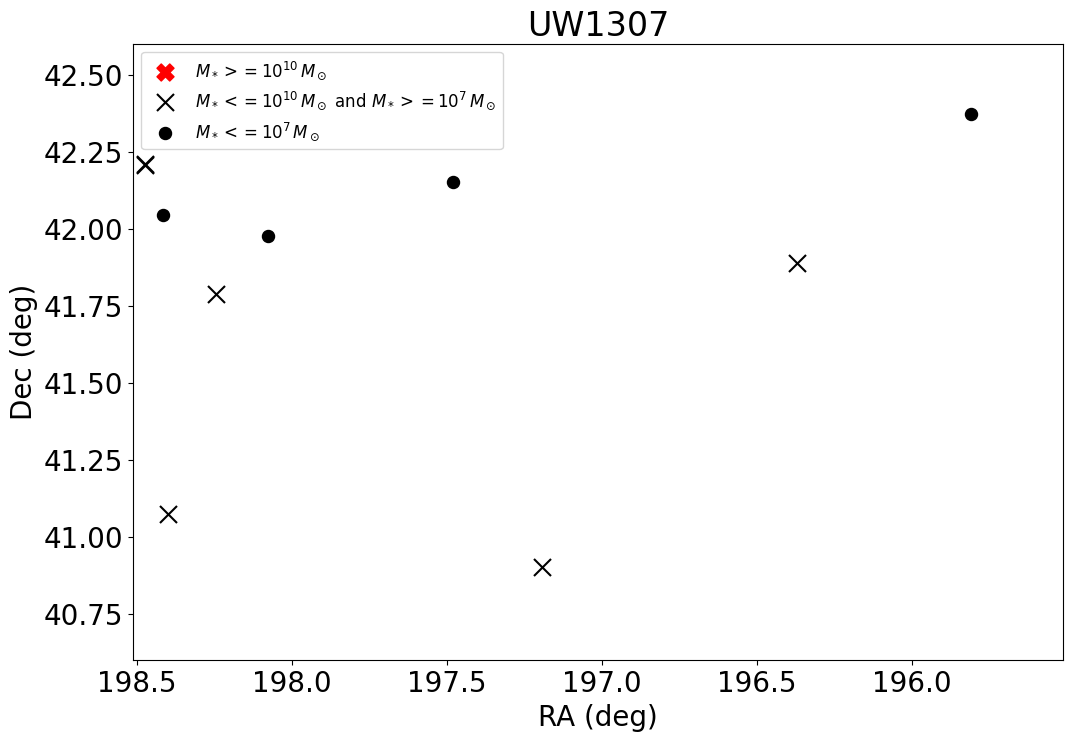 UW1307
M* >= 10^10 M⊙
M* <= 10^10 M⊙ and M* >= 10^7 M⊙
M* <= 10^7 M⊙
42.50
42.25
42.00
41.75
41.50
41.25
41.00
40.75
Dec (deg)
198.5 198.0 197.5 197.0 196.5 196.0
RA (deg)